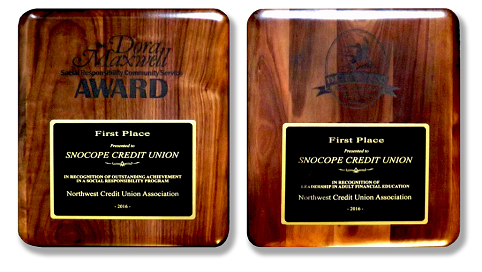 Dora
Maxwell
Social Responsibility Community Service
AWARD
First Place
Presented to
SNOCOPE CREDIT UNION
IN RECOGNITION OF OUTSTANDING ACHIEVEMENT
IN A SOCIAL RESPONSIBILITY PROGRAM
Northwest Credit Union Association
- 2016 -
First Place
Presented to
SNOCOPE CREDIT UNION
IN RECOGNITION OF
LEADERSHIP IN ADULT FINANCIAL EDUCATION
Northwest Credit Union Association
- 2016 -